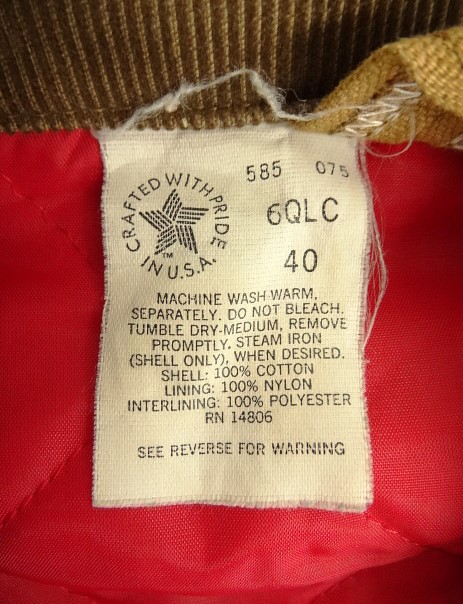 CRAFTED WITH PRIDE
IN U.S.A.
TM
585 075
6QLC
40
MACHINE WASH-WARM,
SEPARATELY. DO NOT BLEACH.
TUMBLE DRY-MEDIUM, REMOVE
PROMPTLY. STEAM IRON
(SHELL ONLY), WHEN DESIRED.
SHELL: 100% COTTON
LINING: 100% NYLON
INTERLINING: 100% POLYESTER
RN 14806
SEE REVERSE FOR WARNING